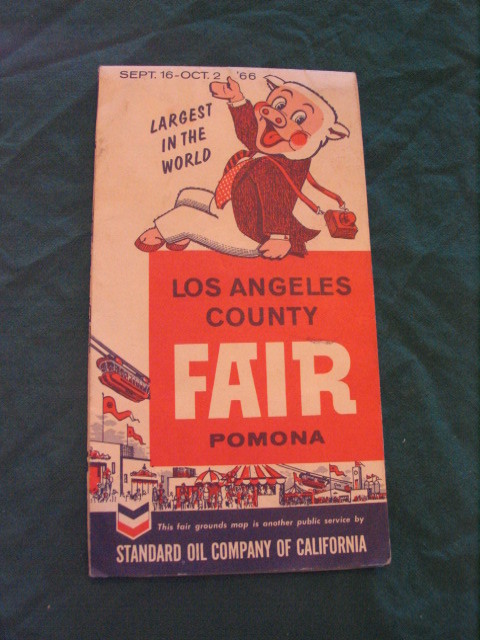 SEPT. 16-OCT. 2 '66
LARGEST
IN THE
WORLD
LOS ANGELES
COUNTY
FAIR
POMONA
This fair grounds map is another public service by
STANDARD OIL COMPANY OF CALIFORNIA